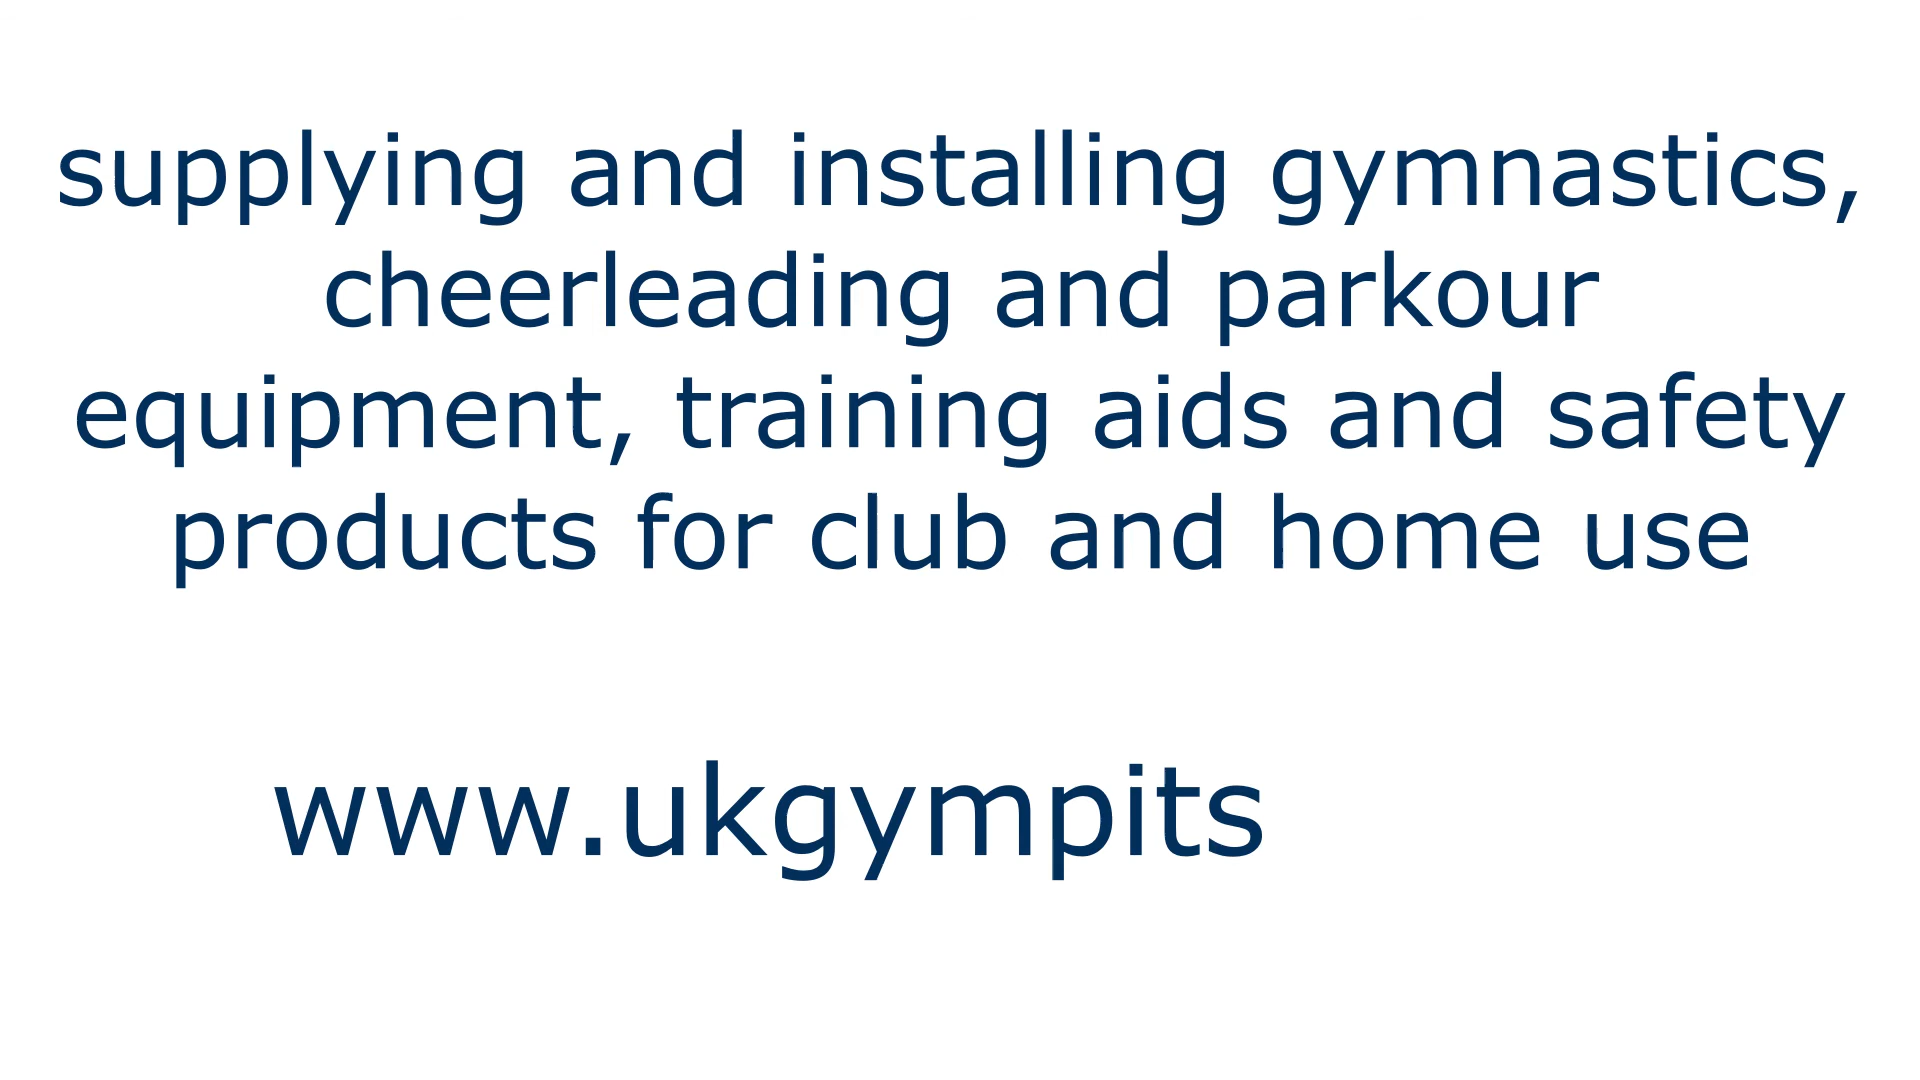 supplying and installing gymnastics,
cheerleading and parkour
equipment, training aids and safety
products for club and home use
www.ukgympits